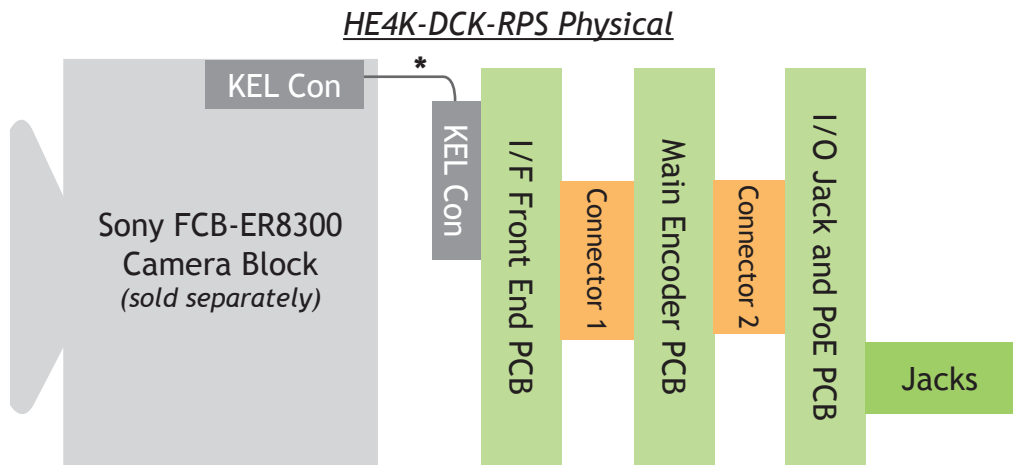 HE4K-DCK-RPS Physical
*
KEL Con
KEL Con
Sony FCB-ER8300
Camera Block
(sold separately)
I/F Front End PCB
Connector 1
Main Encoder PCB
Connector 2
I/O Jack and PoE PCB
Jacks